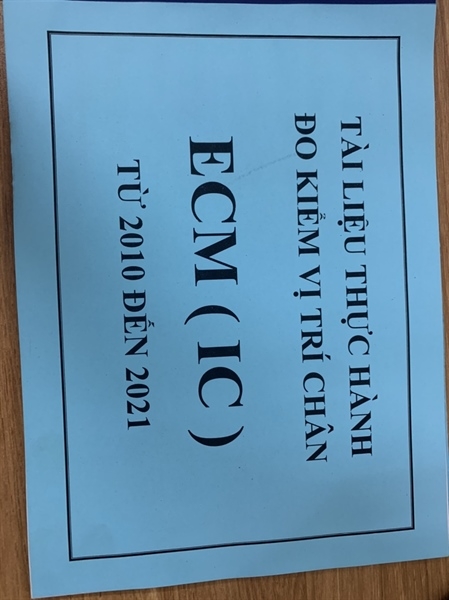 TÀI LIỆU THỰC HÀNH
ĐO KIỂM VỊ TRÍ CHÂN
ECM ( IC )
TỪ 2010 ĐẾN 2021